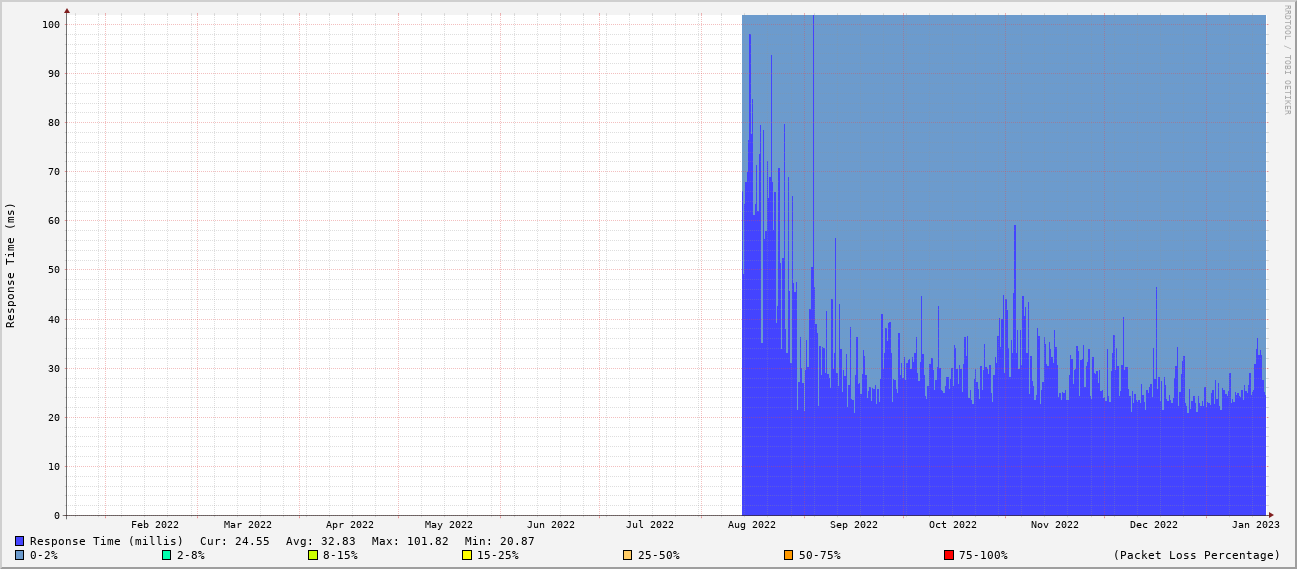 RRDTOOL / TOBI OETIKER
Response Time (ms)
100
90
80
70
60
50
40
30
20
10
0
Feb 2022 Mar 2022 Apr 2022 May 2022 Jun 2022 Jul 2022 Aug 2022 Sep 2022 Oct 2022 Nov 2022 Dec 2022 Jan 2023
Response Time (millis) Cur: 24.55 Avg: 32.83 Max: 101.82 Min: 20.87
0-2% 2-8% 8-15% 15-25% 25-50% 50-75% 75-100% (Packet Loss Percentage)